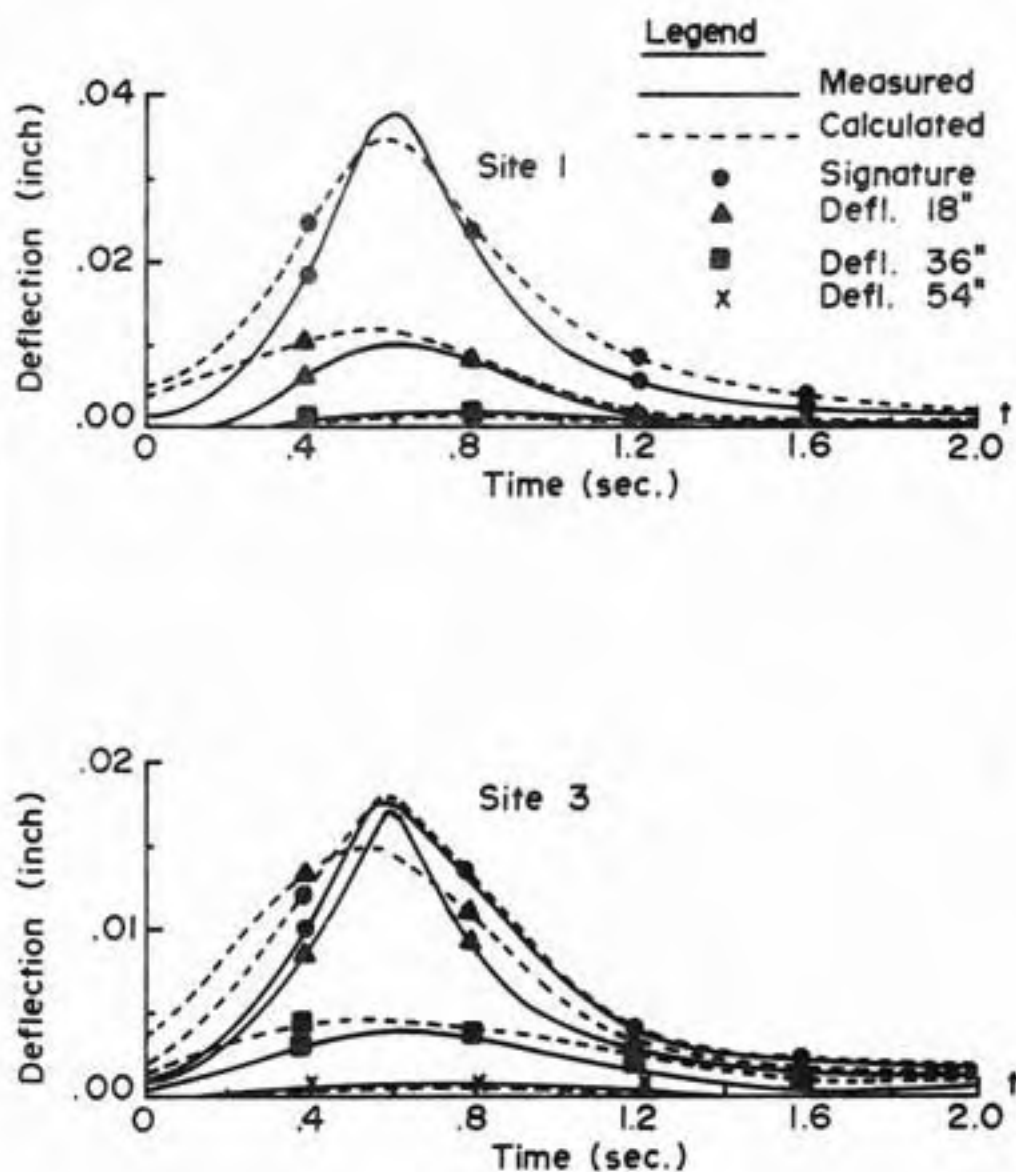 Legend
Measured
Calculated
Signature
Defl. 18"
Defl. 36"
Defl. 54"
Site 1
Deflection (inch)
.04
.02
.00
0 .4 .8 1.2 1.6 2.0 t
Time (sec.)
Site 3
Deflection (inch)
.02
.01
.00
0 .4 .8 1.2 1.6 2.0 t
Time (sec.)